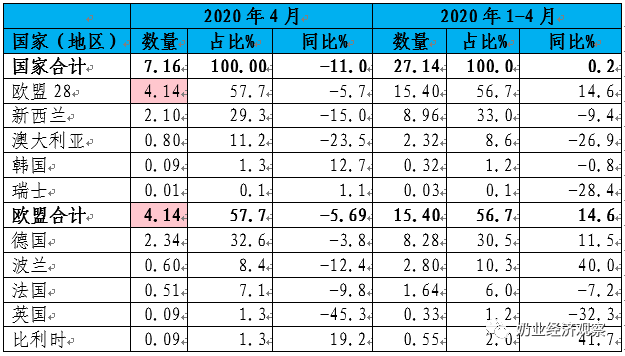 2020年4月 2020年1-4月
国家（地区） 数量 占比% 同比% 数量 占比% 同比%
国家合计 7.16 100.00 -11.0 27.14 100.0 0.2
欧盟28 4.14 57.7 -5.7 15.40 56.7 14.6
新西兰 2.10 29.3 -15.0 8.96 33.0 -9.4
澳大利亚 0.80 11.2 -23.5 2.32 8.6 -26.9
韩国 0.09 1.3 12.7 0.32 1.2 -0.8
瑞士 0.01 0.1 1.1 0.03 0.1 -28.4
欧盟合计 4.14 57.7 -5.69 15.40 56.7 14.6
德国 2.34 32.6 -3.8 8.28 30.5 11.5
波兰 0.60 8.4 -12.4 2.80 10.3 40.0
法国 0.51 7.1 -9.8 1.64 6.0 -7.2
英国 0.09 1.3 -45.3 0.33 1.2 -32.3
比利时 0.09 1.3 19.2 0.55 2.0 41.7
奶业经济观察